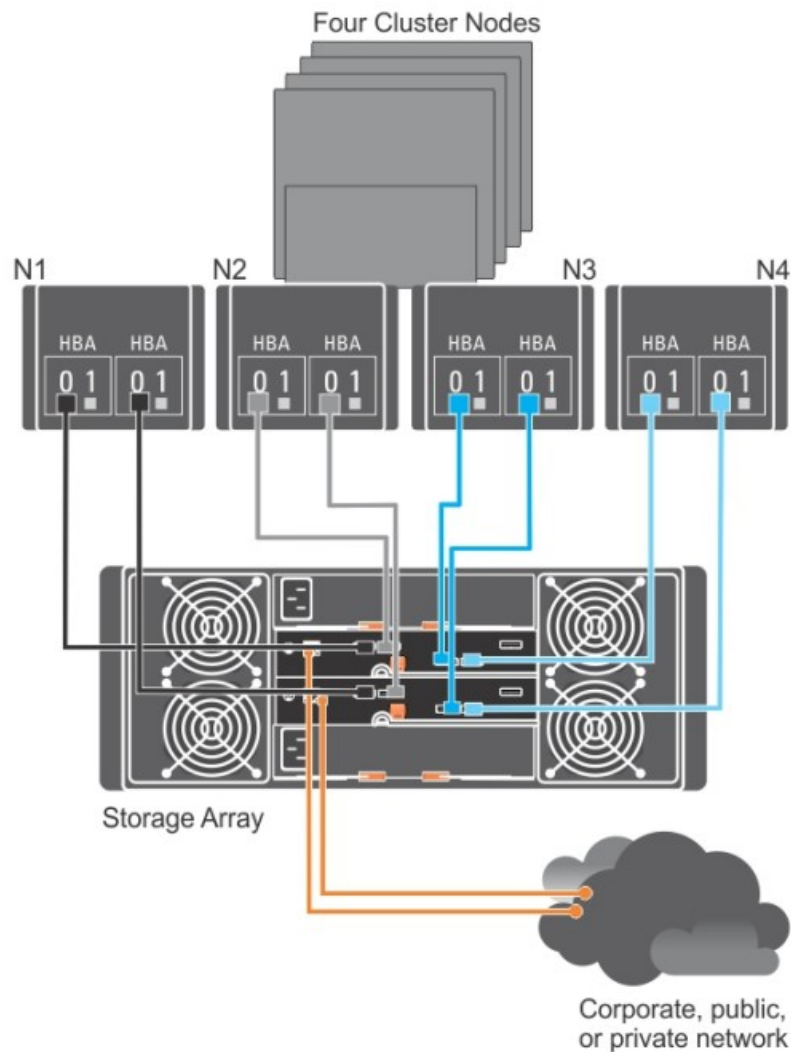 Four Cluster Nodes
N1 N2 N3 N4
HBA HBA HBA HBA HBA HBA HBA HBA
0 1 0 1 0 1 0 1 0 1 0 1 0 1 0 1
Storage Array
Corporate, public,
or private network